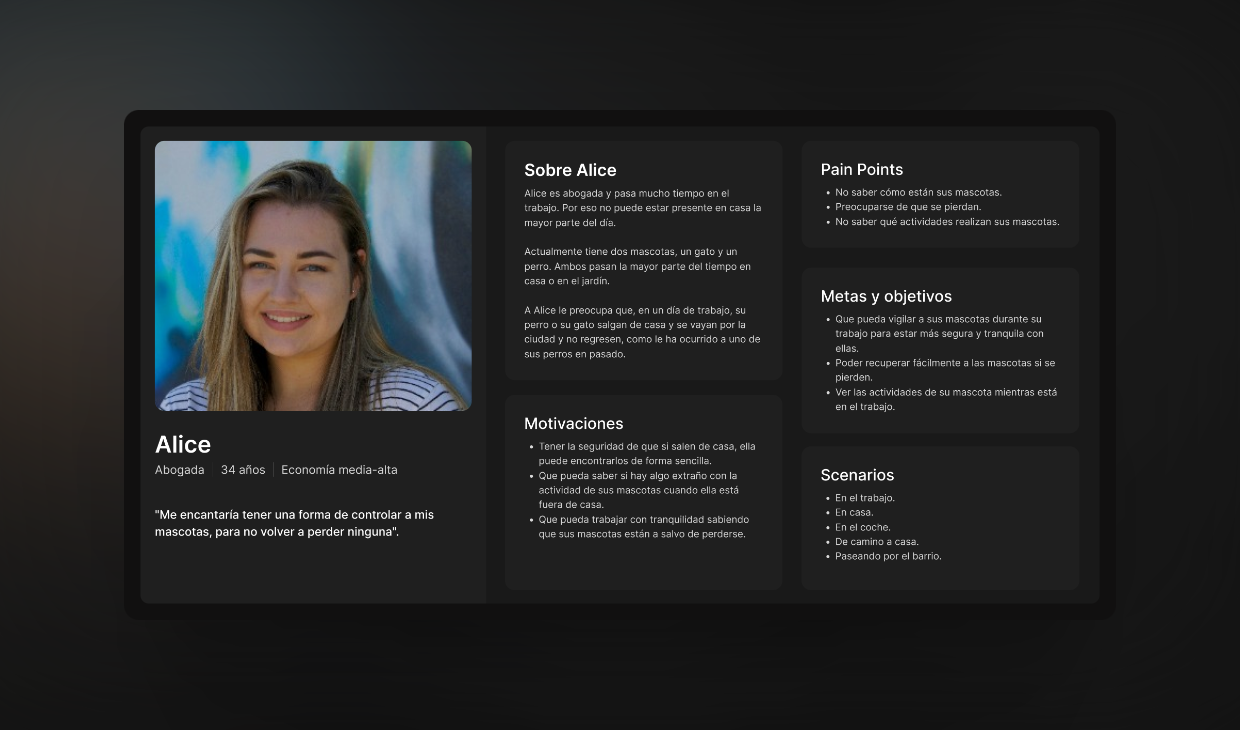 Alice
Abogada
34 años
Economía media-alta
"Me encantaría tener una forma de controlar a mis
mascotas, para no volver a perder ninguna".
Sobre Alice
Alice es abogada y pasa mucho tiempo en el
trabajo. Por eso no puede estar presente en casa la
mayor parte del día.
Actualmente tiene dos mascotas, un gato y un
perro. Ambos pasan la mayor parte del tiempo en
casa o en el jardín.
A Alice le preocupa que, en un día de trabajo, su
perro o su gato salgan de casa y se vayan por la
ciudad y no regresen, como le ha ocurrido a uno de
sus perros en pasado.
Motivaciones
• Tener la seguridad de que si salen de casa, ella
puede encontrarlos de forma sencilla.
• Que pueda saber si hay algo extraño con la
actividad de sus mascotas cuando ella está
fuera de casa.
• Que pueda trabajar con tranquilidad sabiendo
que sus mascotas están a salvo de perderse.
Pain Points
• No saber cómo están sus mascotas.
• Preocuparse de que se pierdan.
• No saber qué actividades realizan sus mascotas.
Metas y objetivos
• Que pueda vigilar a sus mascotas durante su
trabajo para estar más segura y tranquila con
ellas.
• Poder recuperar fácilmente a las mascotas si se
pierden.
• Ver las actividades de su mascota mientras está
en el trabajo.
Scenarios
• En el trabajo.
• En casa.
• En el coche.
• De camino a casa.
• Paseando por el barrio.